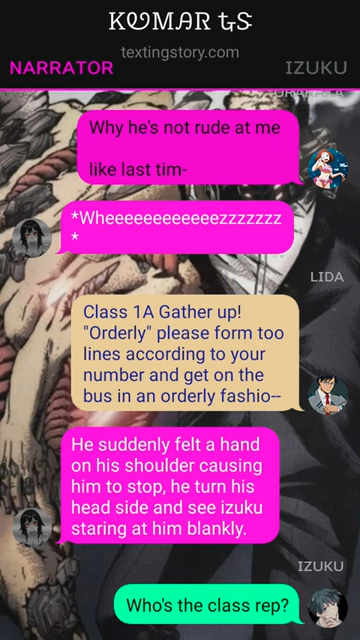 KUMAR GS
textingstory.com
NARRATOR
IZUKU
URARAKA
Why he's not rude at me
like last tim-
*Wheeeeeeeeeeeezzzzzzz
*
LIDA
Class 1A Gather up!
"Orderly" please form too
lines according to your
number and get on the
bus in an orderly fashio--
He suddenly felt a hand
on his shoulder causing
him to stop, he turn his
head side and see izuku
staring at him blankly.
IZUKU
Who's the class rep?